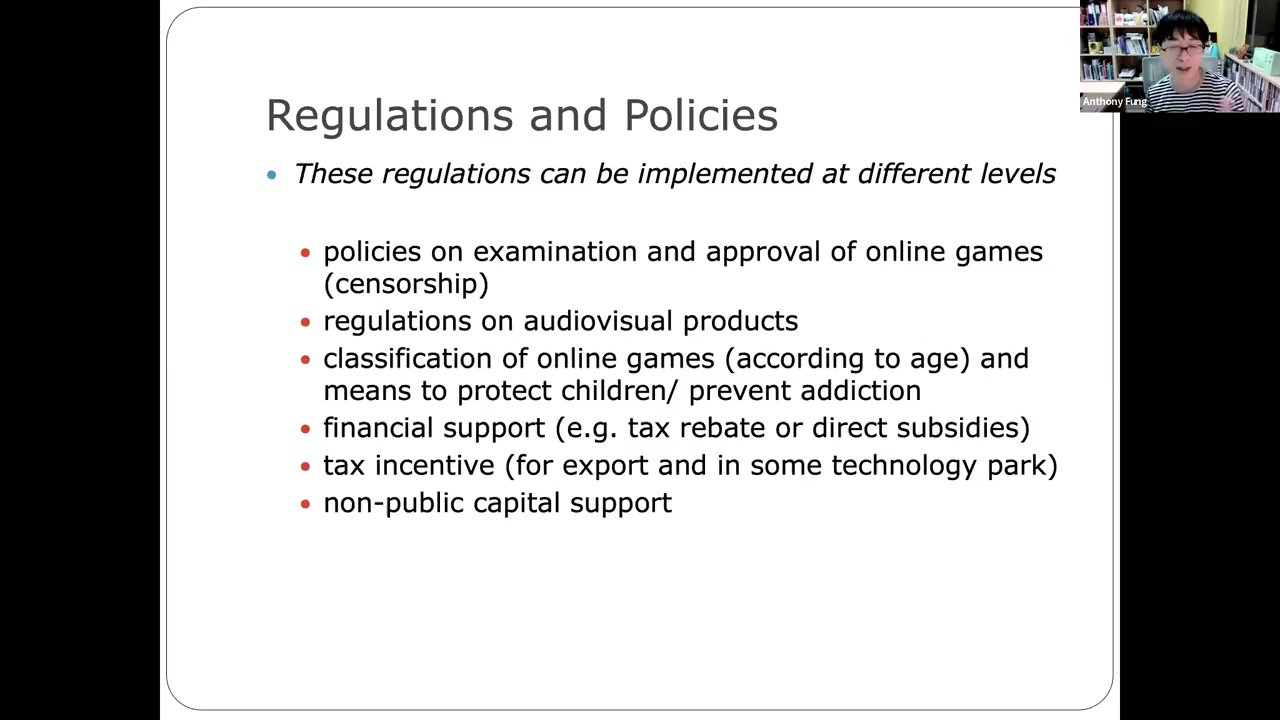 Regulations and Policies
• These regulations can be implemented at different levels
• policies on examination and approval of online games
(censorship)
• regulations on audiovisual products
• classification of online games (according to age) and
means to protect children/ prevent addiction
• financial support (e.g. tax rebate or direct subsidies)
• tax incentive (for export and in some technology park)
• non-public capital support
Anthony Fung